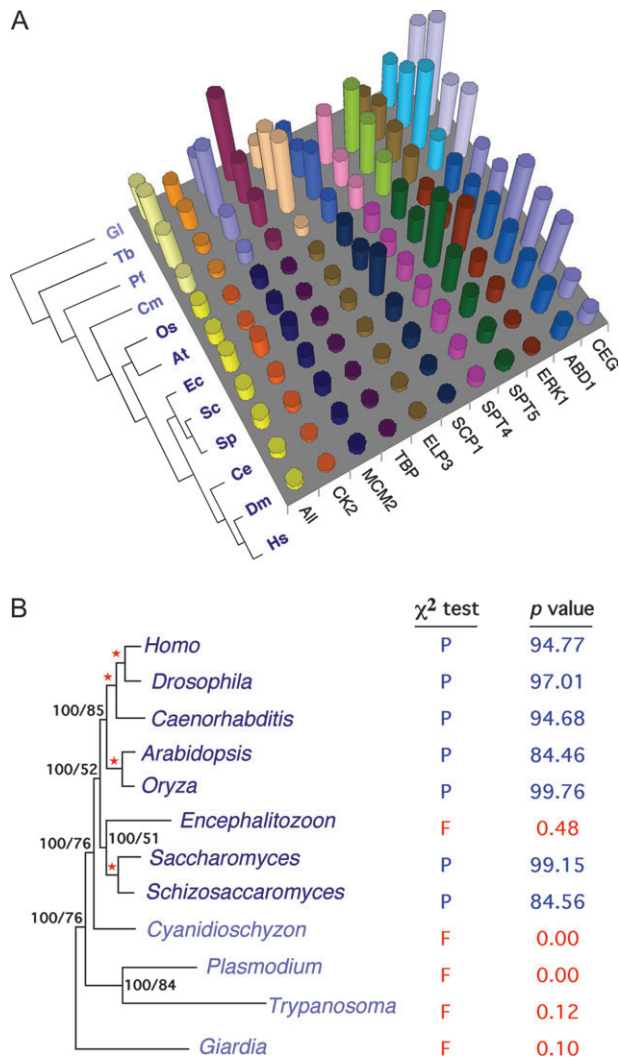 A
Gl
Tb
Pf
Cm
Os
At
Ec
Sc
Sp
Ce
Dm
Hs
All
CK2
MCM2
TBP
ELP3
SCP1
SPT4
SPT5
ERK1
ABD1
CEG
B
χ² test p value
Homo P 94.77
Drosophila P 97.01
100/85
Caenorhabditis P 94.68
Arabidopsis P 84.46
100/52
Oryza P 99.76
Encephalitozoon F 0.48
100/76 100/51
Saccharomyces P 99.15
Schizosaccaromyces P 84.56
100/76
Cyanidioschyzon F 0.00
Plasmodium F 0.00
100/84
Trypanosoma F 0.12
Giardia F 0.10